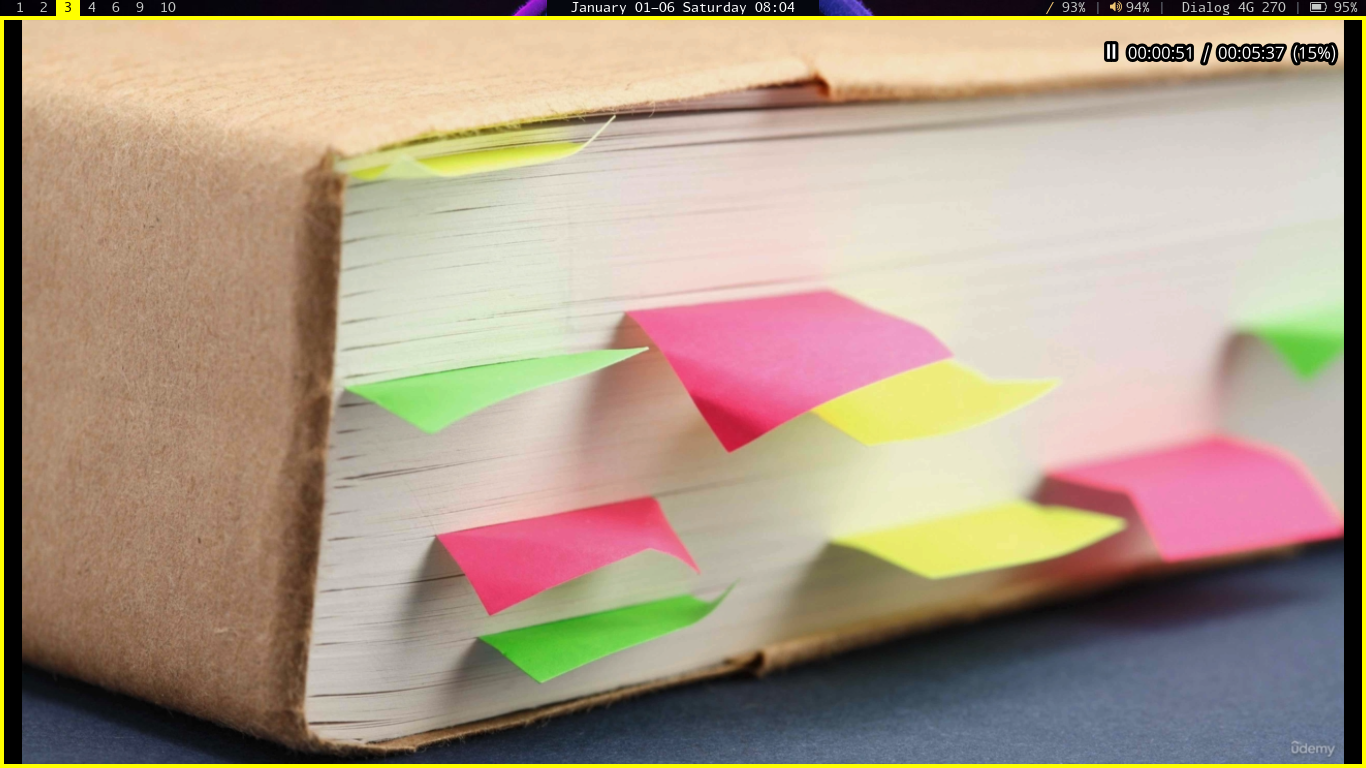 1 2 3 4 6 9 10 January 01-06 Saturday 08:04 93% | 94% | Dialog 4G 270 | 95%
00:00:51 / 00:05:37 (15%)
ûdemy